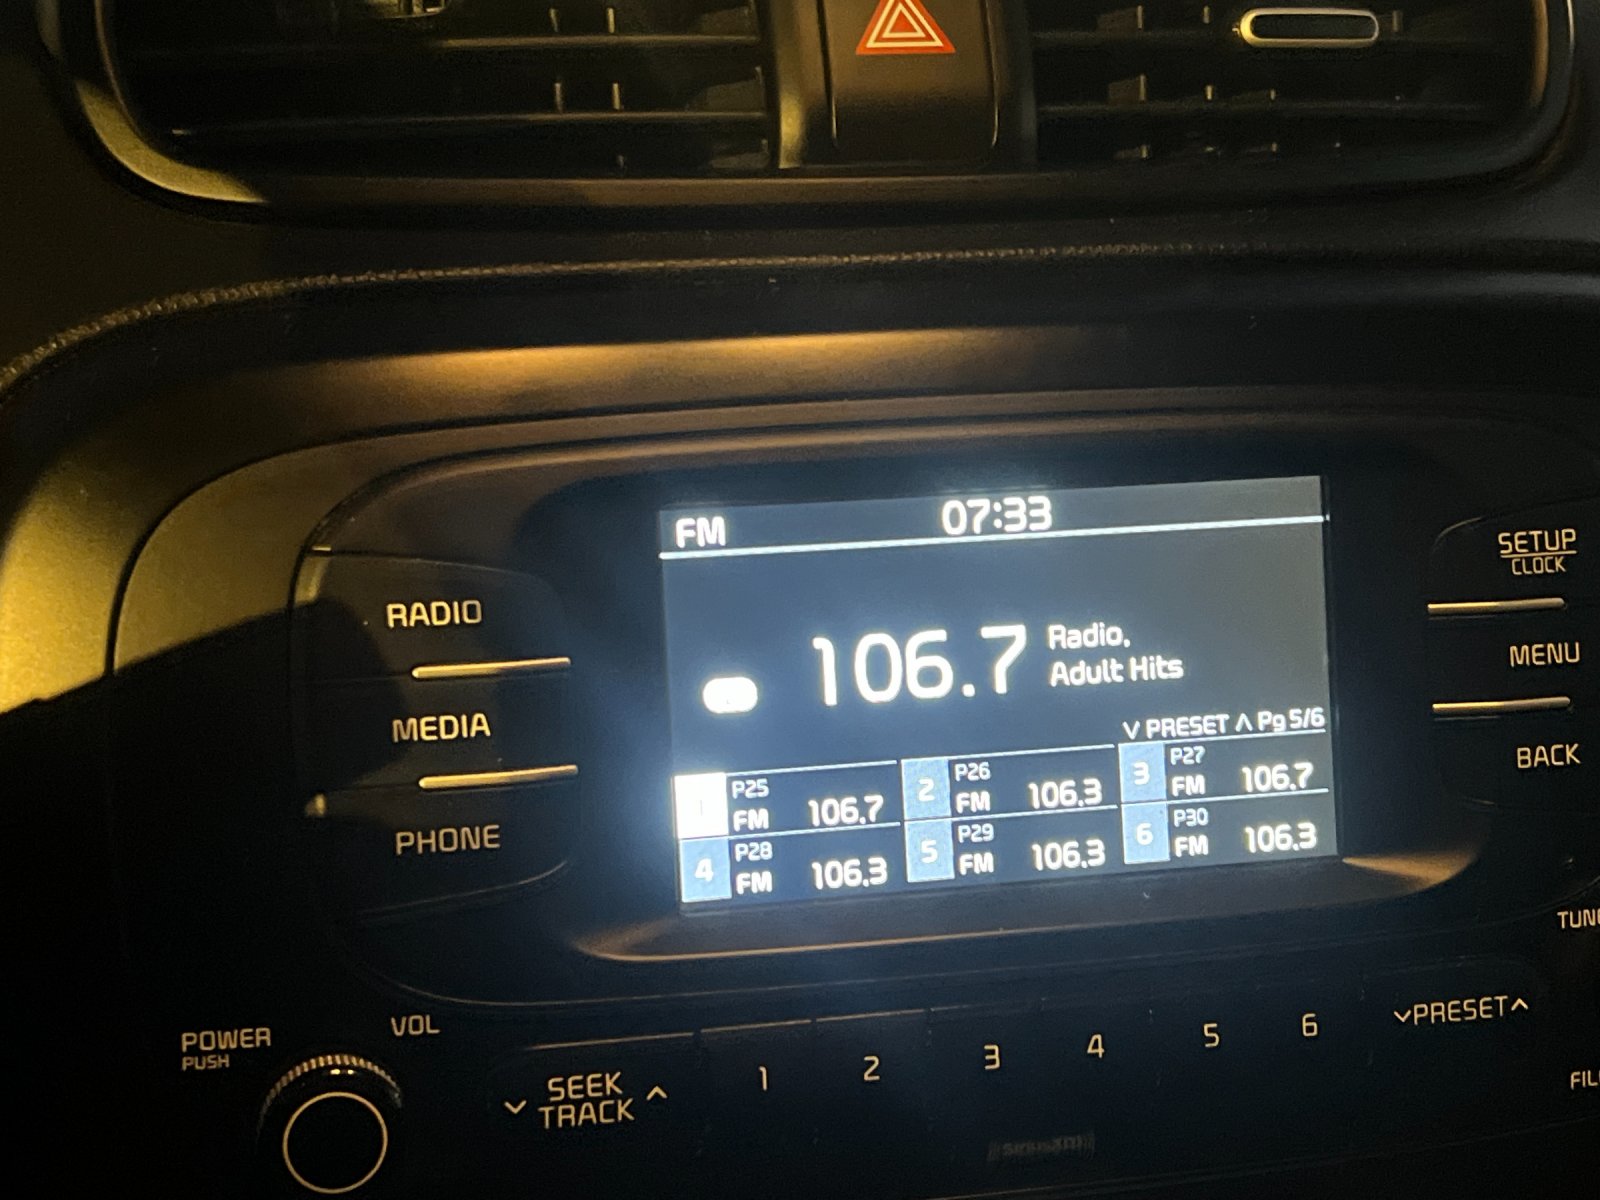 FM 07:33
106.7 Radio,
Adult Hits
∨ PRESET ∧ Pg 5/6
1 P25 FM 106.7
2 P26 FM 106.3
3 P27 FM 106.7
4 P28 FM 106.3
5 P29 FM 106.3
6 P30 FM 106.3
RADIO
MEDIA
PHONE
SETUP
CLOCK
MENU
BACK
TUN
POWER
PUSH
VOL
∨ SEEK ∧
TRACK
1 2 3 4 5 6
∨PRESET∧
FIL